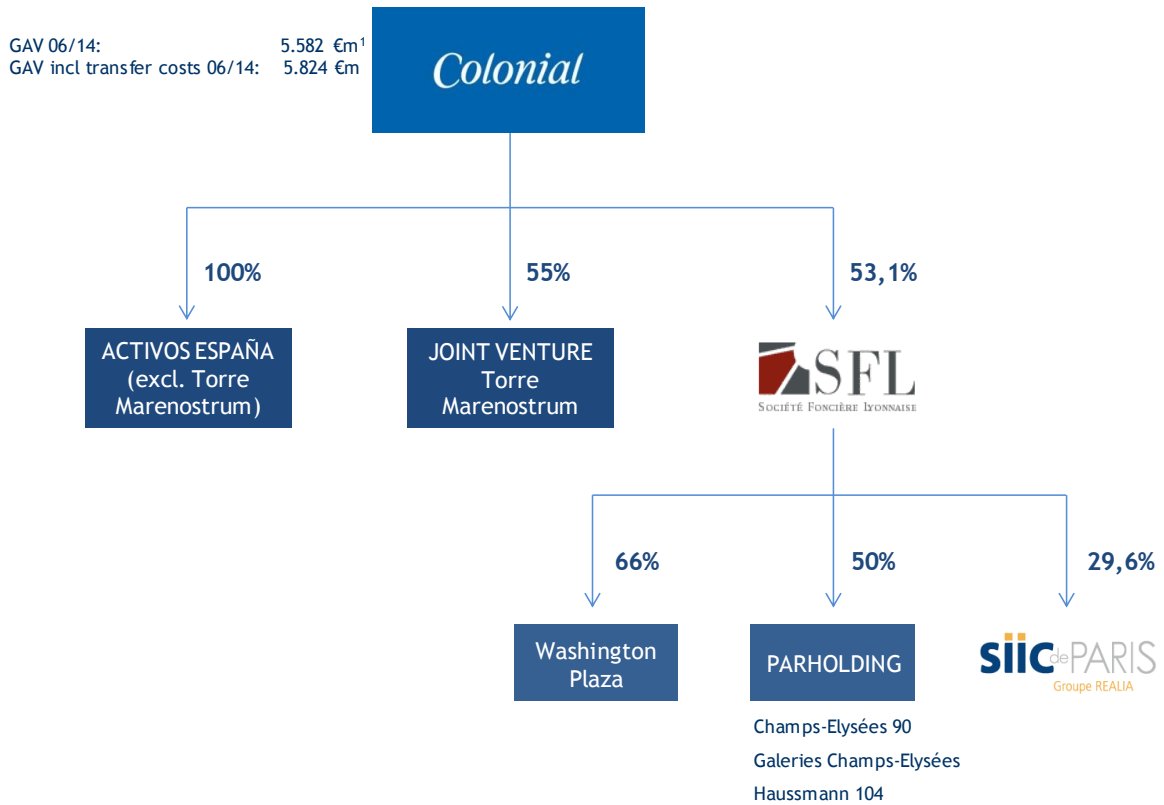 GAV 06/14: 5.582 €m¹
GAV incl transfer costs 06/14: 5.824 €m
Colonial
100%
55%
53,1%
ACTIVOS ESPAÑA
(excl. Torre
Marenostrum)
JOINT VENTURE
Torre
Marenostrum
SFL
SOCIÉTÉ FONCIÈRE LYONNAISE
66%
50%
29,6%
Washington
Plaza
PARHOLDING
SIIC de PARIS
Groupe REALIA
Champs-Elysées 90
Galeries Champs-Elysées
Haussmann 104